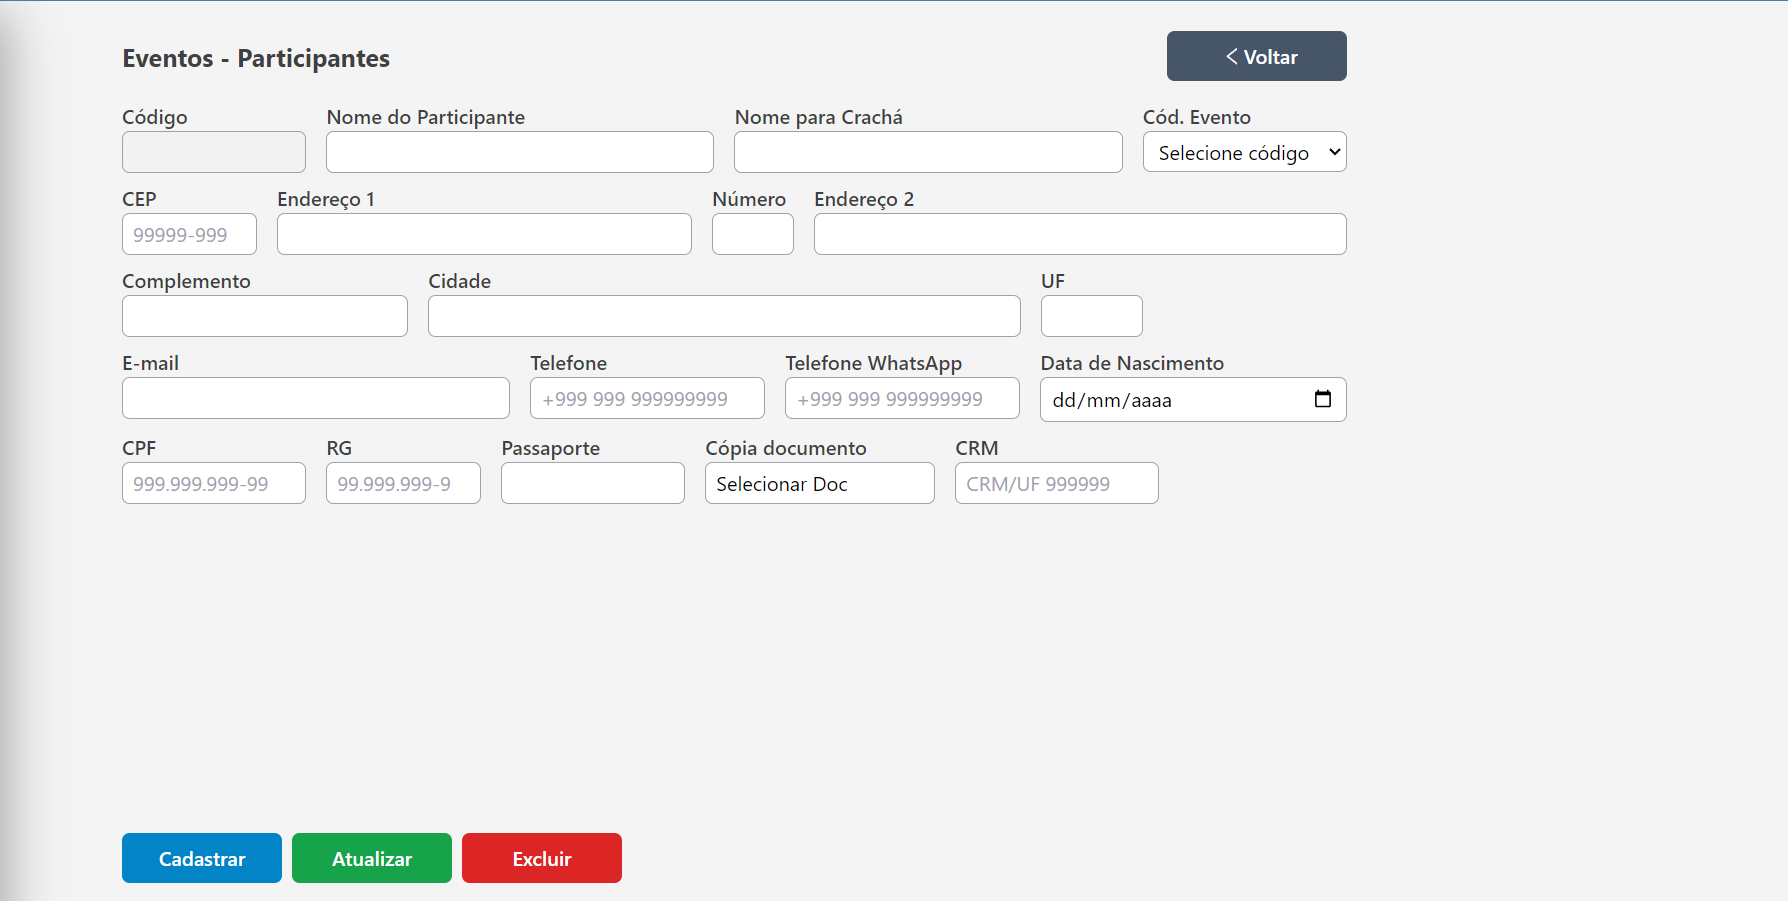 Eventos - Participantes
< Voltar
Código Nome do Participante Nome para Crachá Cód. Evento
Selecione código
CEP Endereço 1 Número Endereço 2
99999-999
Complemento Cidade UF
E-mail Telefone Telefone WhatsApp Data de Nascimento
+999 999 999999999 +999 999 999999999 dd/mm/aaaa
CPF RG Passaporte Cópia documento CRM
999.999.999-99 99.999.999-9 Selecionar Doc CRM/UF 999999
Cadastrar Atualizar Excluir